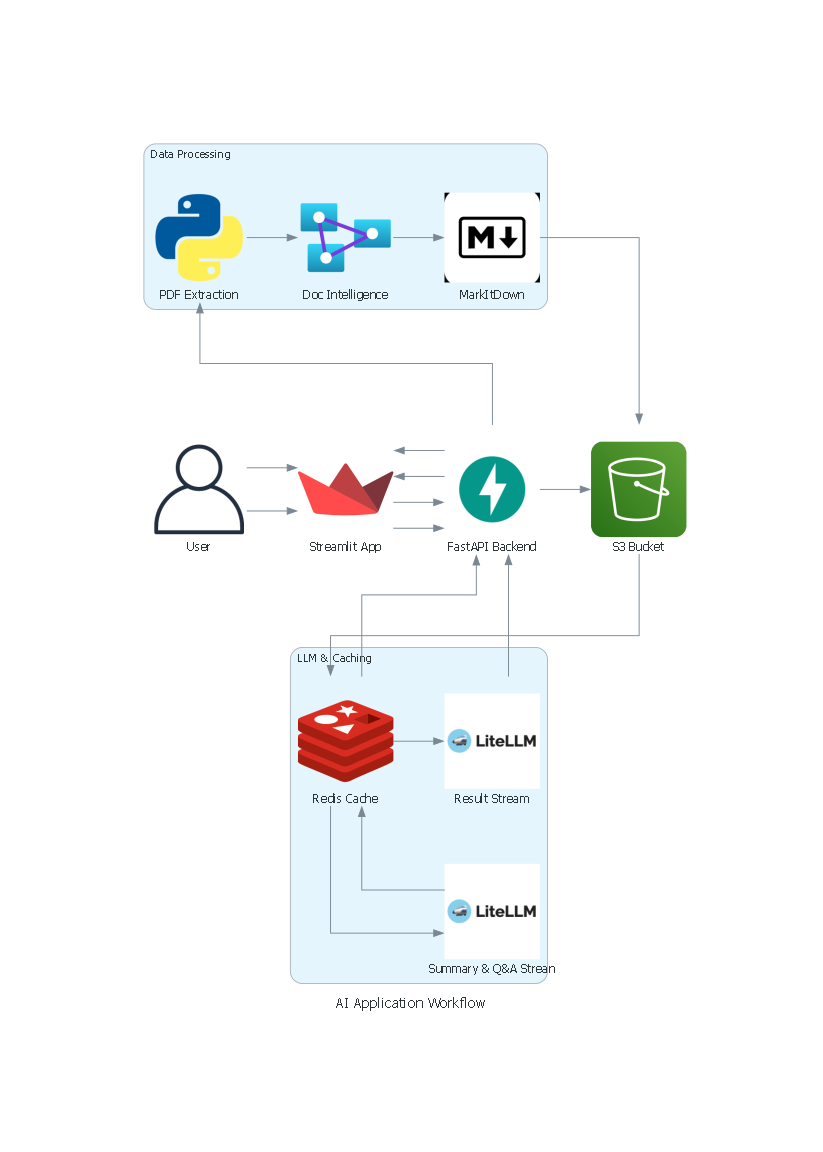 Data Processing
M
PDF Extraction
Doc Intelligence
MarkItDown
User
Streamlit App
FastAPI Backend
S3 Bucket
LLM & Caching
LiteLLM
Redis Cache
Result Stream
LiteLLM
Summary & Q&A Strean
AI Application Workflow